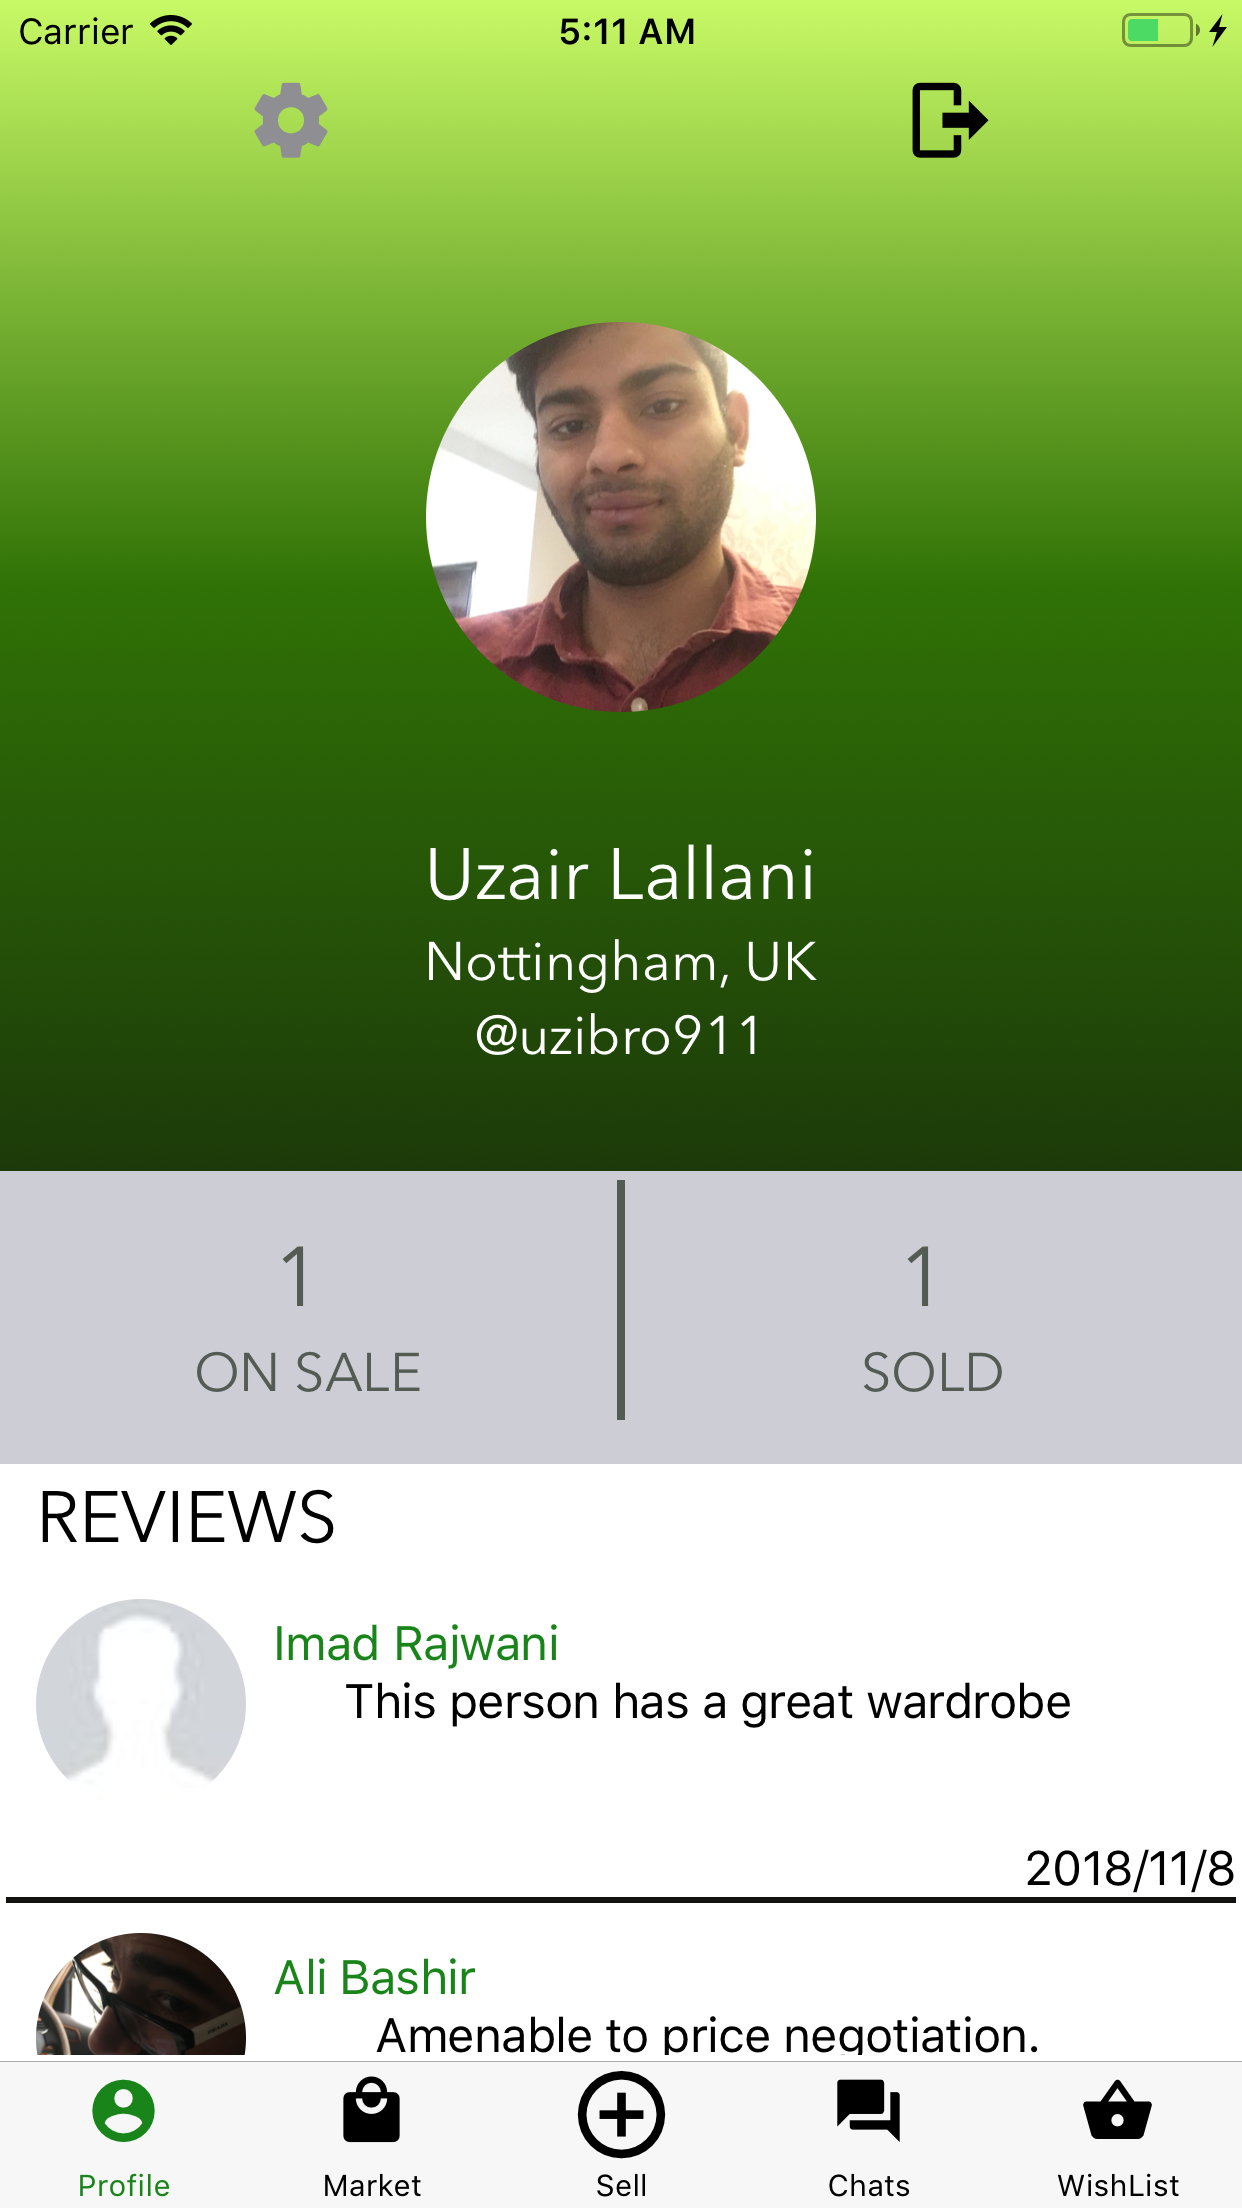 Carrier 5:11 AM
Uzair Lallani
Nottingham, UK
@uzibro911
1 1
ON SALE SOLD
REVIEWS
Imad Rajwani
This person has a great wardrobe
2018/11/8
Ali Bashir
Amenable to price negotiation.
Profile Market Sell Chats WishList